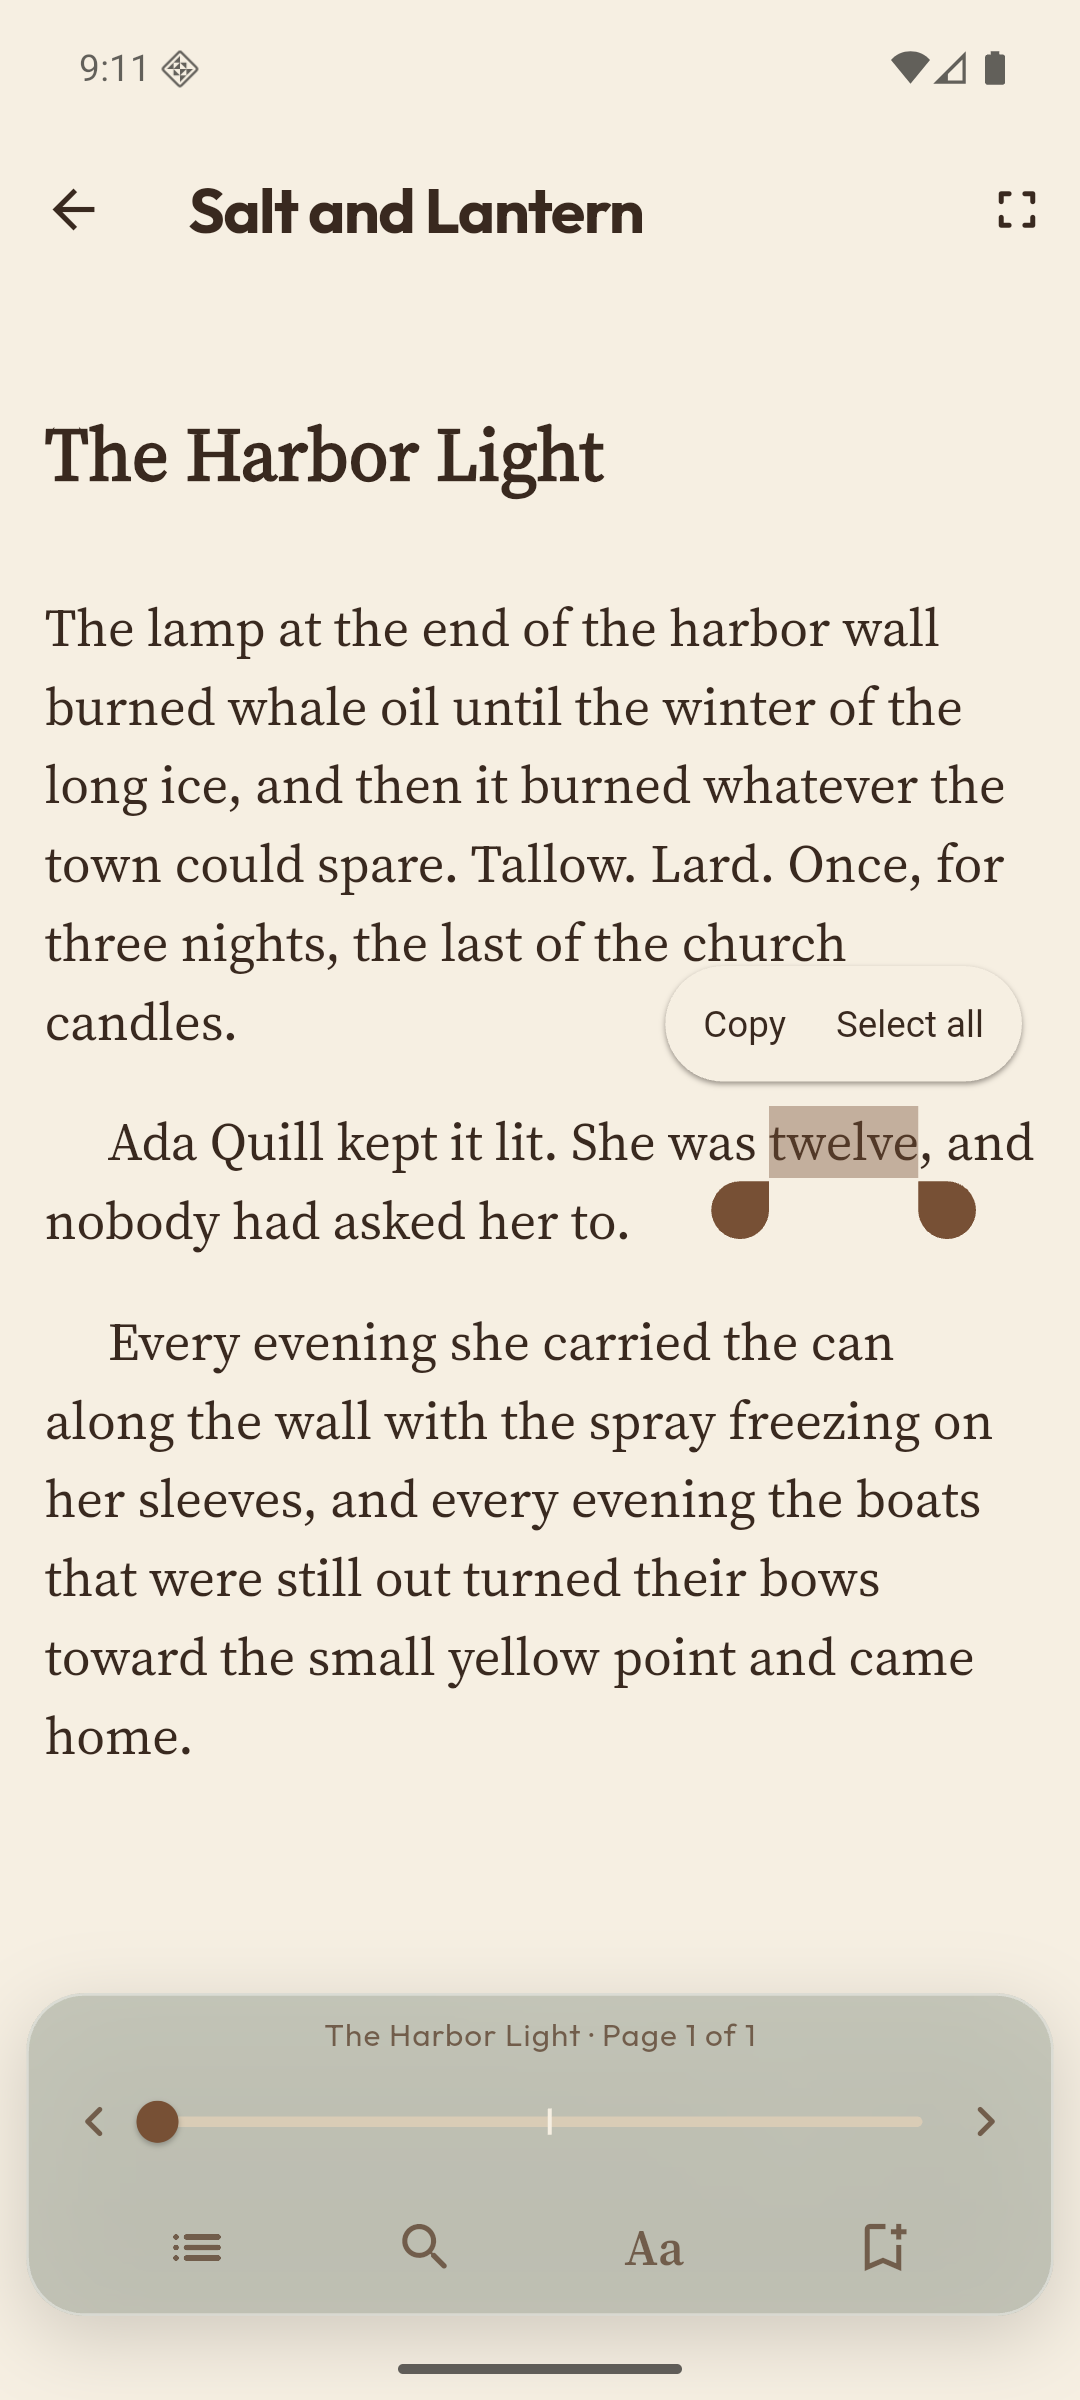 9:11
Salt and Lantern
The Harbor Light
The lamp at the end of the harbor wall
burned whale oil until the winter of the
long ice, and then it burned whatever the
town could spare. Tallow. Lard. Once, for
three nights, the last of the church
candles.
Copy Select all
Ada Quill kept it lit. She was twelve, and
nobody had asked her to.
Every evening she carried the can
along the wall with the spray freezing on
her sleeves, and every evening the boats
that were still out turned their bows
toward the small yellow point and came
home.
The Harbor Light · Page 1 of 1
Aa